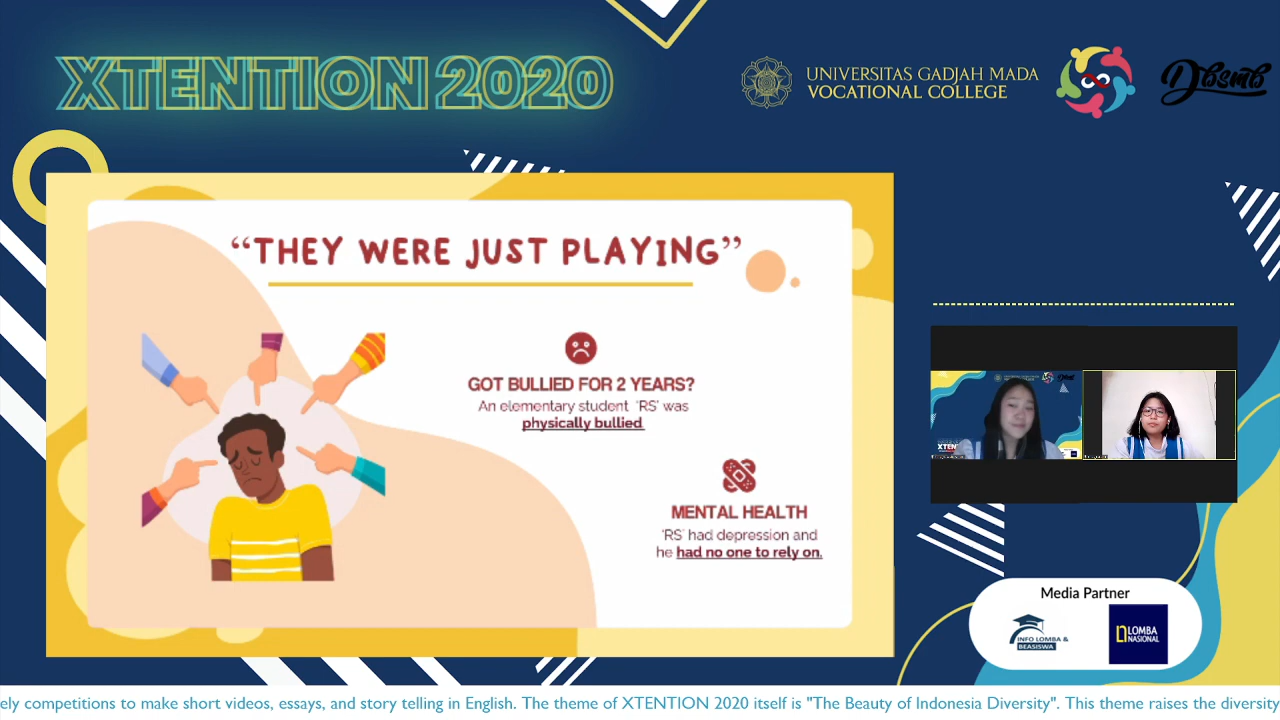 XTENTION 2020
UNIVERSITAS GADJAH MADA
VOCATIONAL COLLEGE
Dbsmb
“THEY WERE JUST PLAYING”
GOT BULLIED FOR 2 YEARS?
An elementary student 'RS' was
physically bullied
MENTAL HEALTH
'RS' had depression and
he had no one to rely on.
Media Partner
INFO LOMBA &
BEASISWA
LOMBA
NASIONAL
ely competitions to make short videos, essays, and story telling in English. The theme of XTENTION 2020 itself is "The Beauty of Indonesia Diversity". This theme raises the diversity